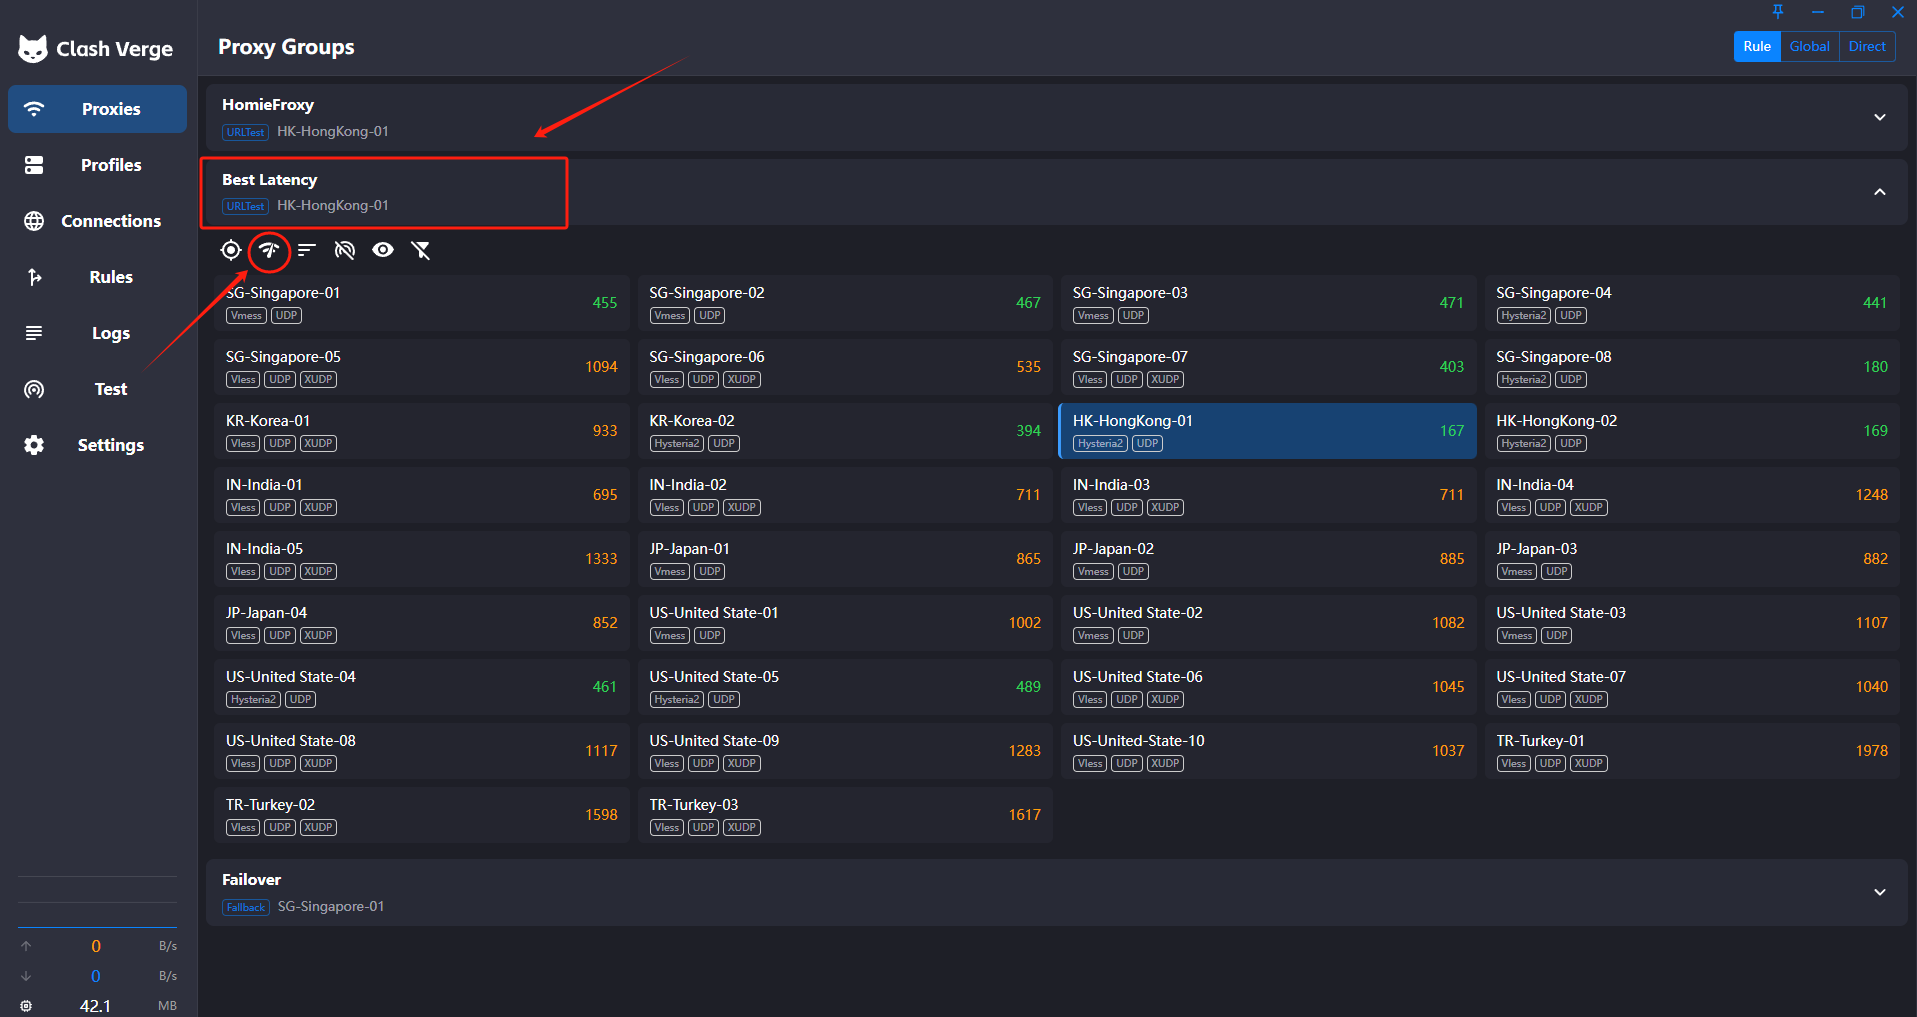 Clash Verge
Proxies
Profiles
Connections
Rules
Logs
Test
Settings
0 B/s
0 B/s
42.1 MB
Proxy Groups
Rule Global Direct
HomieFroxy
URLTest HK-HongKong-01
Best Latency
URLTest HK-HongKong-01
SG-Singapore-01 455
Vmess UDP
SG-Singapore-02 467
Vmess UDP
SG-Singapore-03 471
Vmess UDP
SG-Singapore-04 441
Hysteria2 UDP
SG-Singapore-05 1094
Vless UDP XUDP
SG-Singapore-06 535
Vless UDP XUDP
SG-Singapore-07 403
Vless UDP XUDP
SG-Singapore-08 180
Hysteria2 UDP
KR-Korea-01 933
Vless UDP XUDP
KR-Korea-02 394
Hysteria2 UDP
HK-HongKong-01 167
Hysteria2 UDP
HK-HongKong-02 169
Hysteria2 UDP
IN-India-01 695
Vless UDP XUDP
IN-India-02 711
Vless UDP XUDP
IN-India-03 711
Vless UDP XUDP
IN-India-04 1248
Vless UDP XUDP
IN-India-05 1333
Vless UDP XUDP
JP-Japan-01 865
Vmess UDP
JP-Japan-02 885
Vmess UDP
JP-Japan-03 882
Vmess UDP
JP-Japan-04 852
Vless UDP XUDP
US-United State-01 1002
Vmess UDP
US-United State-02 1082
Vmess UDP
US-United State-03 1107
Vmess UDP
US-United State-04 461
Hysteria2 UDP
US-United State-05 489
Hysteria2 UDP
US-United State-06 1045
Vless UDP XUDP
US-United State-07 1040
Vless UDP XUDP
US-United State-08 1117
Vless UDP XUDP
US-United State-09 1283
Vless UDP XUDP
US-United-State-10 1037
Vless UDP XUDP
TR-Turkey-01 1978
Vless UDP XUDP
TR-Turkey-02 1598
Vless UDP XUDP
TR-Turkey-03 1617
Vless UDP XUDP
Failover
Fallback SG-Singapore-01